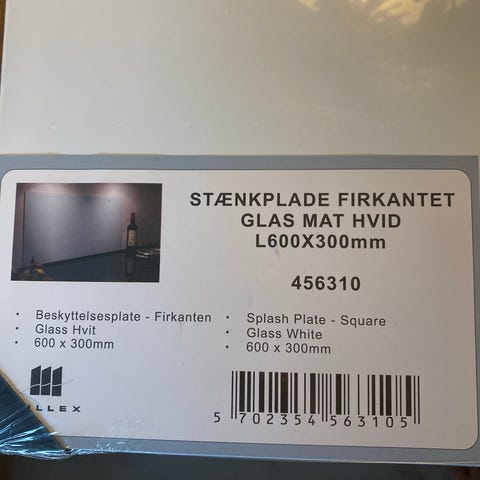 STÆNKPLADE FIRKANTET
GLAS MAT HVID
L600X300mm
456310
· Beskyttelsesplate - Firkanten
· Glass Hvit
· 600 x 300mm
· Splash Plate - Square
· Glass White
· 600 x 300mm
5 702354 563105